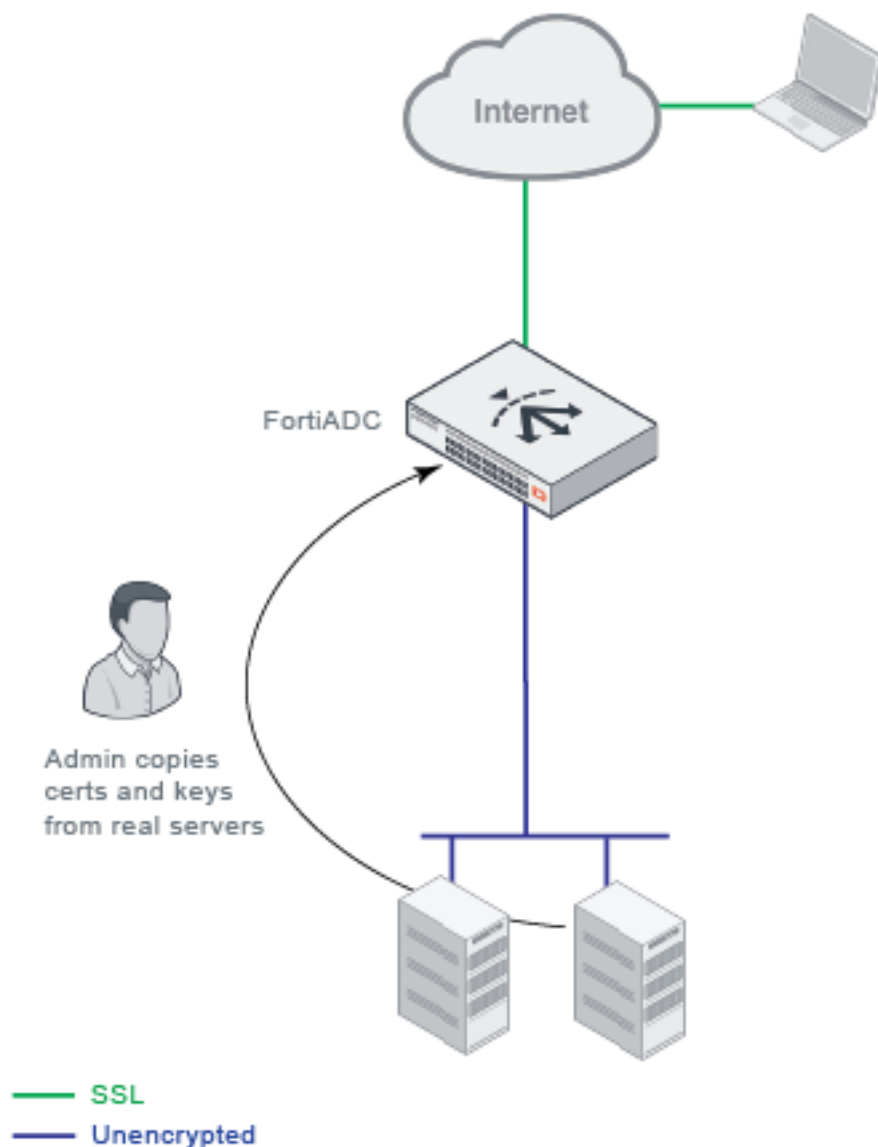 Internet
FortiADC
Admin copies
certs and keys
from real servers
SSL
Unencrypted